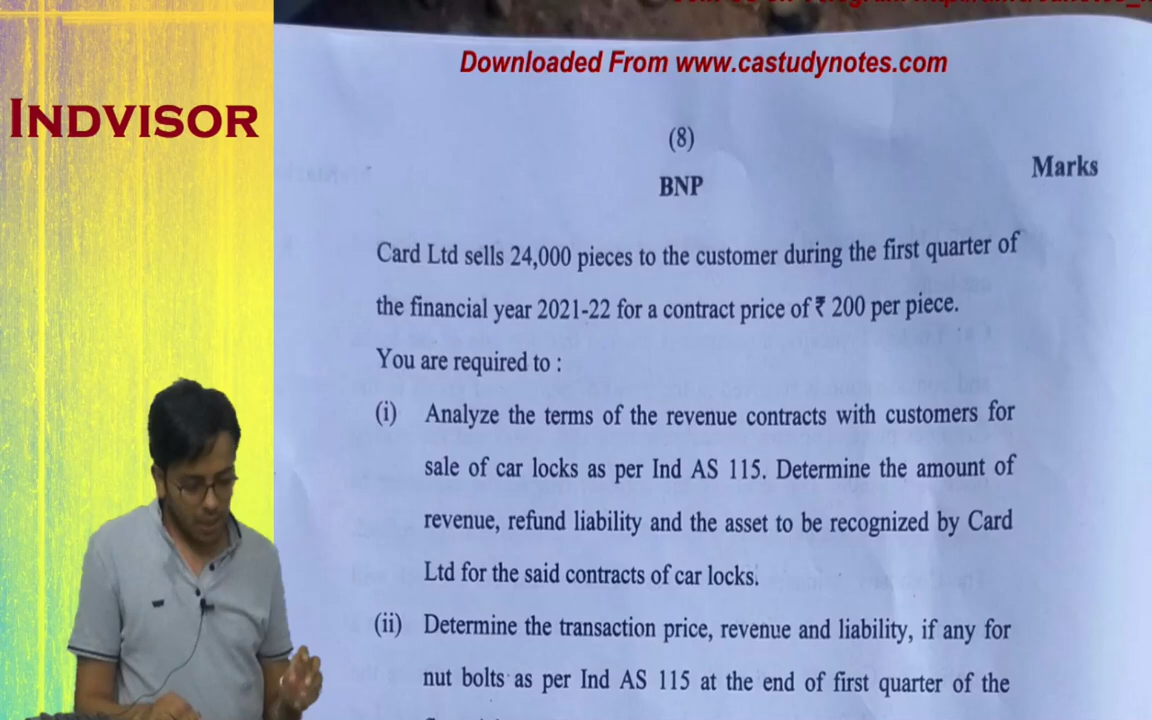 INDVISOR
Downloaded From www.castudynotes.com
(8)
Marks
BNP
Card Ltd sells 24,000 pieces to the customer during the first quarter of
the financial year 2021-22 for a contract price of ₹ 200 per piece.
You are required to :
(i) Analyze the terms of the revenue contracts with customers for
sale of car locks as per Ind AS 115. Determine the amount of
revenue, refund liability and the asset to be recognized by Card
Ltd for the said contracts of car locks.
(ii) Determine the transaction price, revenue and liability, if any for
nut bolts as per Ind AS 115 at the end of first quarter of the